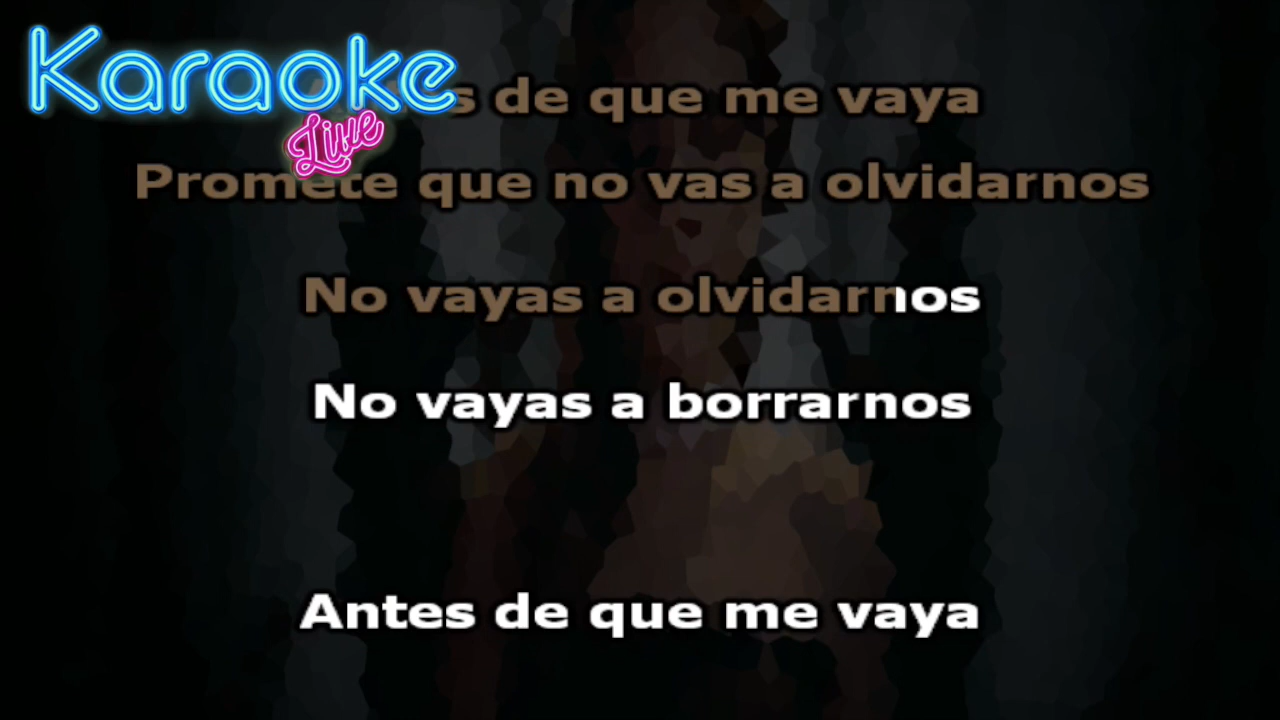 Karaoke
Live
de que me vaya
Promete que no vas a olvidarnos
No vayas a olvidarnos
No vayas a borrarnos
Antes de que me vaya